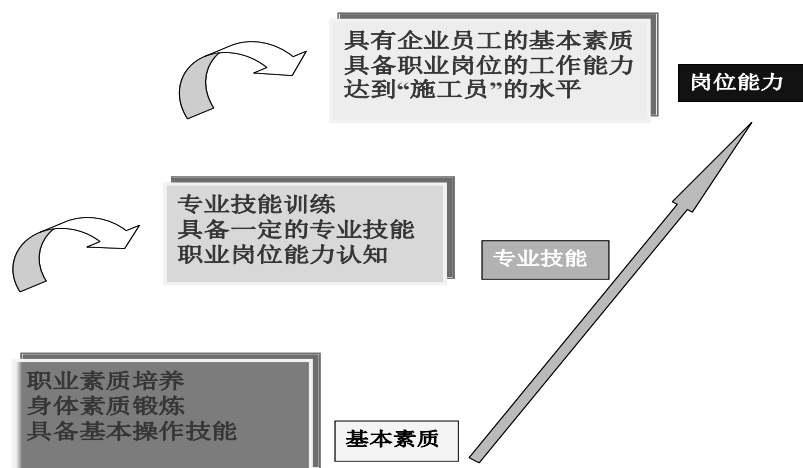 具有企业员工的基本素质
具备职业岗位的工作能力
达到“施工员”的水平
岗位能力
专业技能训练
具备一定的专业技能
职业岗位能力认知
专业技能
职业素质培养
身体素质锻炼
具备基本操作技能
基本素质